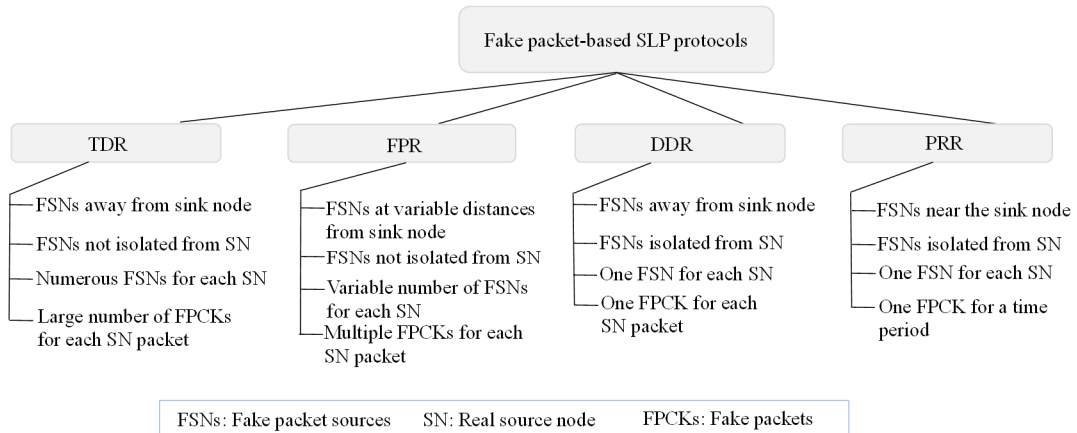 Fake packet-based SLP protocols
TDR
FSNs away from sink node
FSNs not isolated from SN
Numerous FSNs for each SN
Large number of FPCKs
for each SN packet
FPR
FSNs at variable distances
from sink node
FSNs not isolated from SN
Variable number of FSNs
for each SN
Multiple FPCKs for each
SN packet
DDR
FSNs away from sink node
FSNs isolated from SN
One FSN for each SN
One FPCK for each
SN packet
PRR
FSNs near the sink node
FSNs isolated from SN
One FSN for each SN
One FPCK for a time
period
FSNs: Fake packet sources SN: Real source node FPCKs: Fake packets